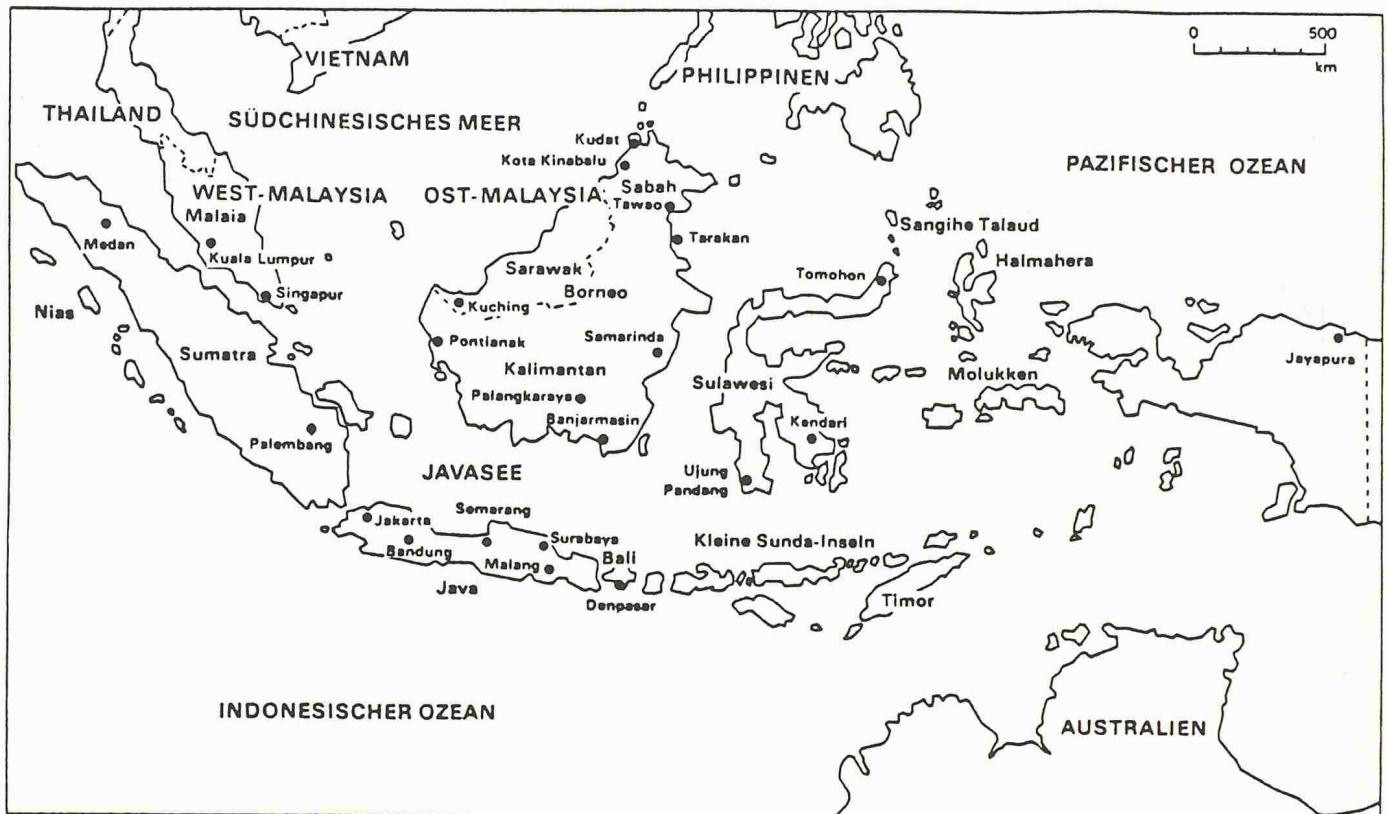 0 500
km
VIETNAM
PHILIPPINEN
THAILAND
SÜDCHINESISCHES MEER
Kudat
Kota Kinabalu
PAZIFISCHER OZEAN
WEST-MALAYSIA
OST-MALAYSIA
Sabah
Tawao
Malaia
Medan
Kuala Lumpur
Tarakan
Sangihe Talaud
Halmahera
Sarawak
Tomohon
Singapur
Borneo
Kuching
Nias
Pontianak
Samarinda
Sumatra
Jayapura
Kalimantan
Molukken
Sulawesi
Palangkaraya
Banjarmasin
Kendari
Palembang
JAVASEE
Ujung
Pandang
Semarang
Jakarta
Surabaya
Kleine Sunda-Inseln
Bandung
Malang
Bali
Java
Denpasar
Timor
INDONESISCHER OZEAN
AUSTRALIEN